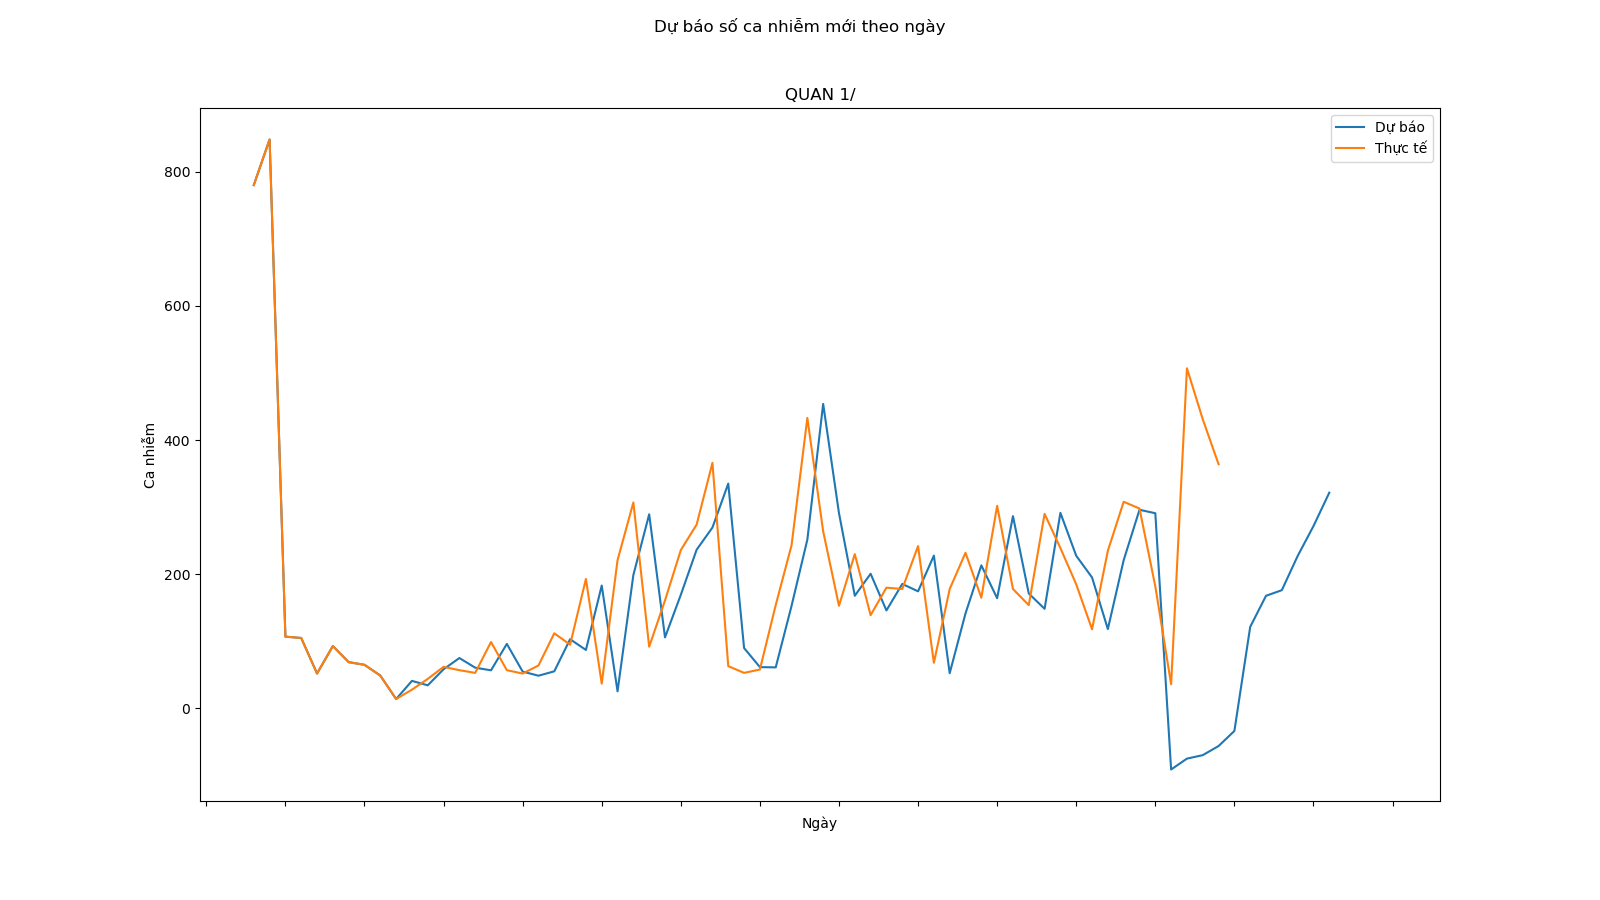 Dự báo số ca nhiễm mới theo ngày
QUAN 1/
Dự báo
Thực tế
800
600
400
200
0
Ca nhiễm
Ngày